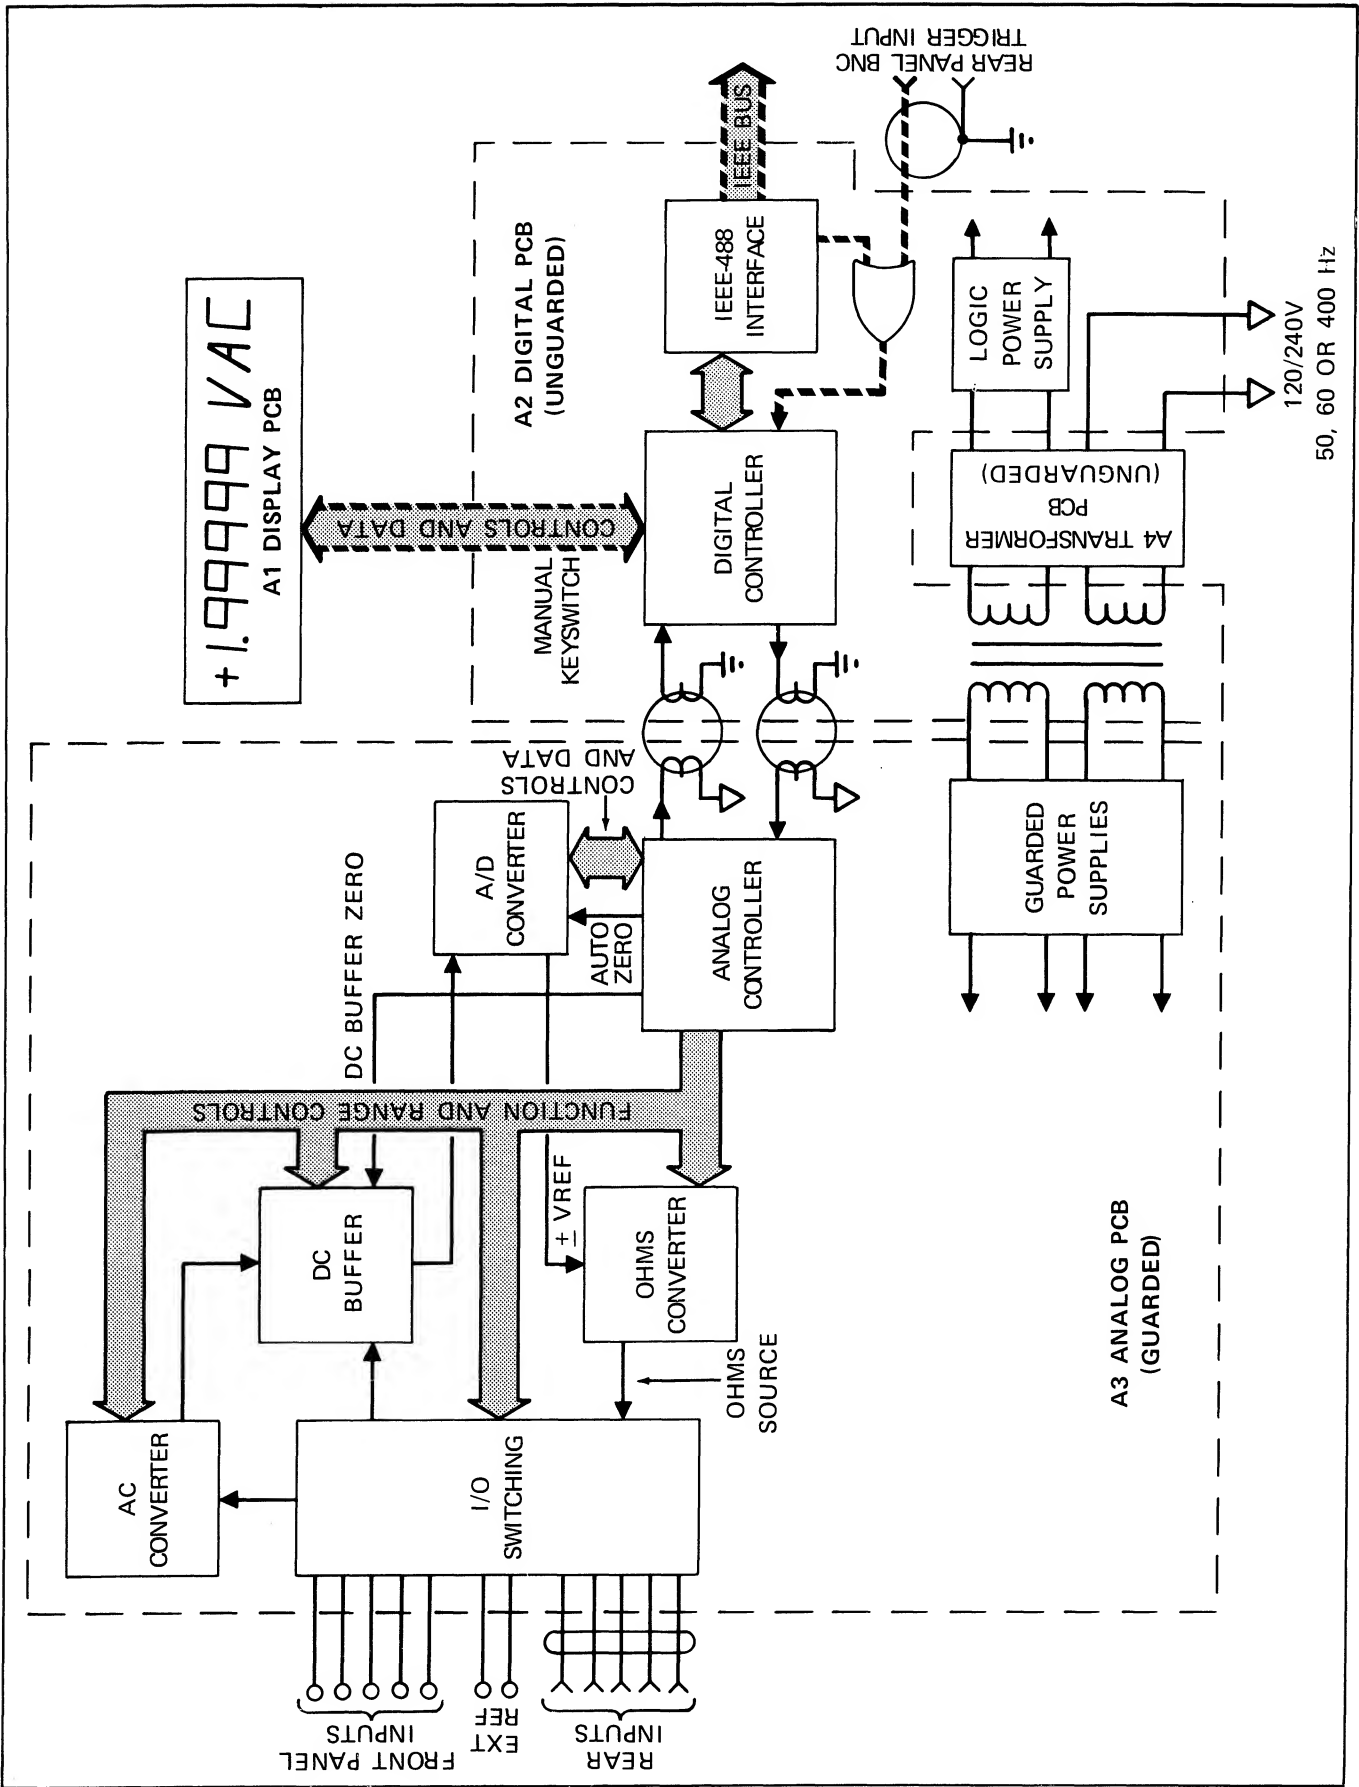 +1.99999 VAC
A1 DISPLAY PCB
CONTROLS AND DATA
MANUAL
KEYSWITCH
A2 DIGITAL PCB
(UNGUARDED)
IEEE BUS
IEEE-488
INTERFACE
REAR PANEL BNC
TRIGGER INPUT
DIGITAL
CONTROLLER
LOGIC
POWER
SUPPLY
A4 TRANSFORMER
PCB
(UNGUARDED)
120/240V
50, 60 OR 400 Hz
CONTROLS
AND DATA
A/D
CONVERTER
AUTO
ZERO
DC BUFFER ZERO
ANALOG
CONTROLLER
GUARDED
POWER
SUPPLIES
FUNCTION AND RANGE CONTROLS
DC
BUFFER
± VREF
OHMS
CONVERTER
OHMS
SOURCE
AC
CONVERTER
I/O
SWITCHING
FRONT PANEL
INPUTS
EXT
REF
REAR
INPUTS
A3 ANALOG PCB
(GUARDED)